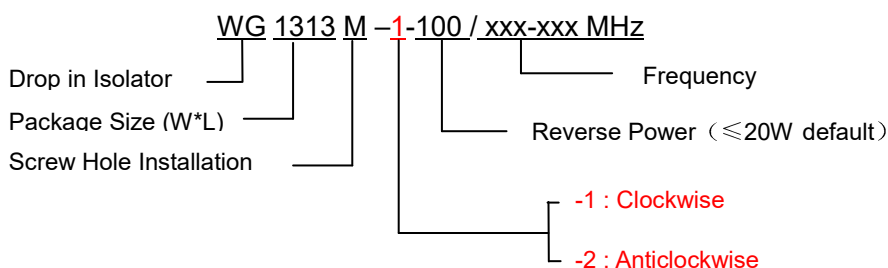 WG 1313 M –1-100 / xxx-xxx MHz
Drop in Isolator
Frequency
Package Size (W*L)
Reverse Power（≤20W default）
Screw Hole Installation
-1 : Clockwise
-2 : Anticlockwise